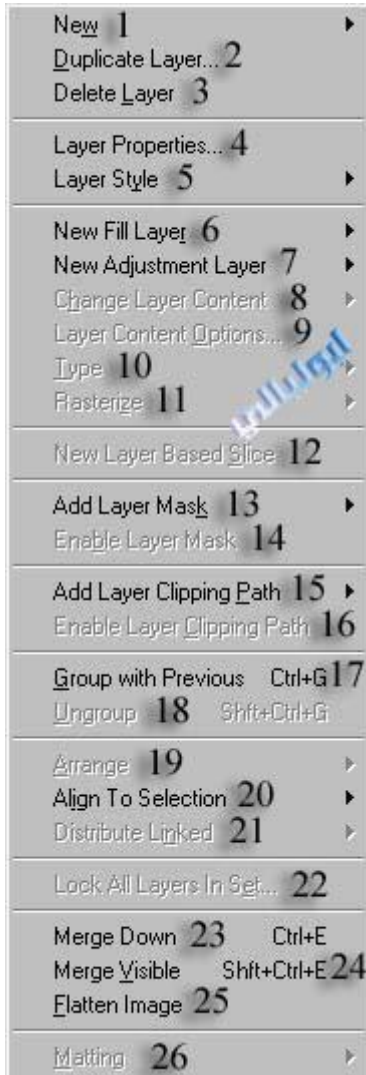 New 1
Duplicate Layer... 2
Delete Layer 3
Layer Properties... 4
Layer Style 5
New Fill Layer 6
New Adjustment Layer 7
Change Layer Content 8
Layer Content Options... 9
Type 10
Rasterize 11
New Layer Based Slice 12
Add Layer Mask 13
Enable Layer Mask 14
Add Layer Clipping Path 15
Enable Layer Clipping Path 16
Group with Previous Ctrl+G 17
Ungroup 18 Shft+Ctrl+G
Arrange 19
Align To Selection 20
Distribute Linked 21
Lock All Layers In Set... 22
Merge Down 23 Ctrl+E
Merge Visible Shft+Ctrl+E 24
Flatten Image 25
Matting 26